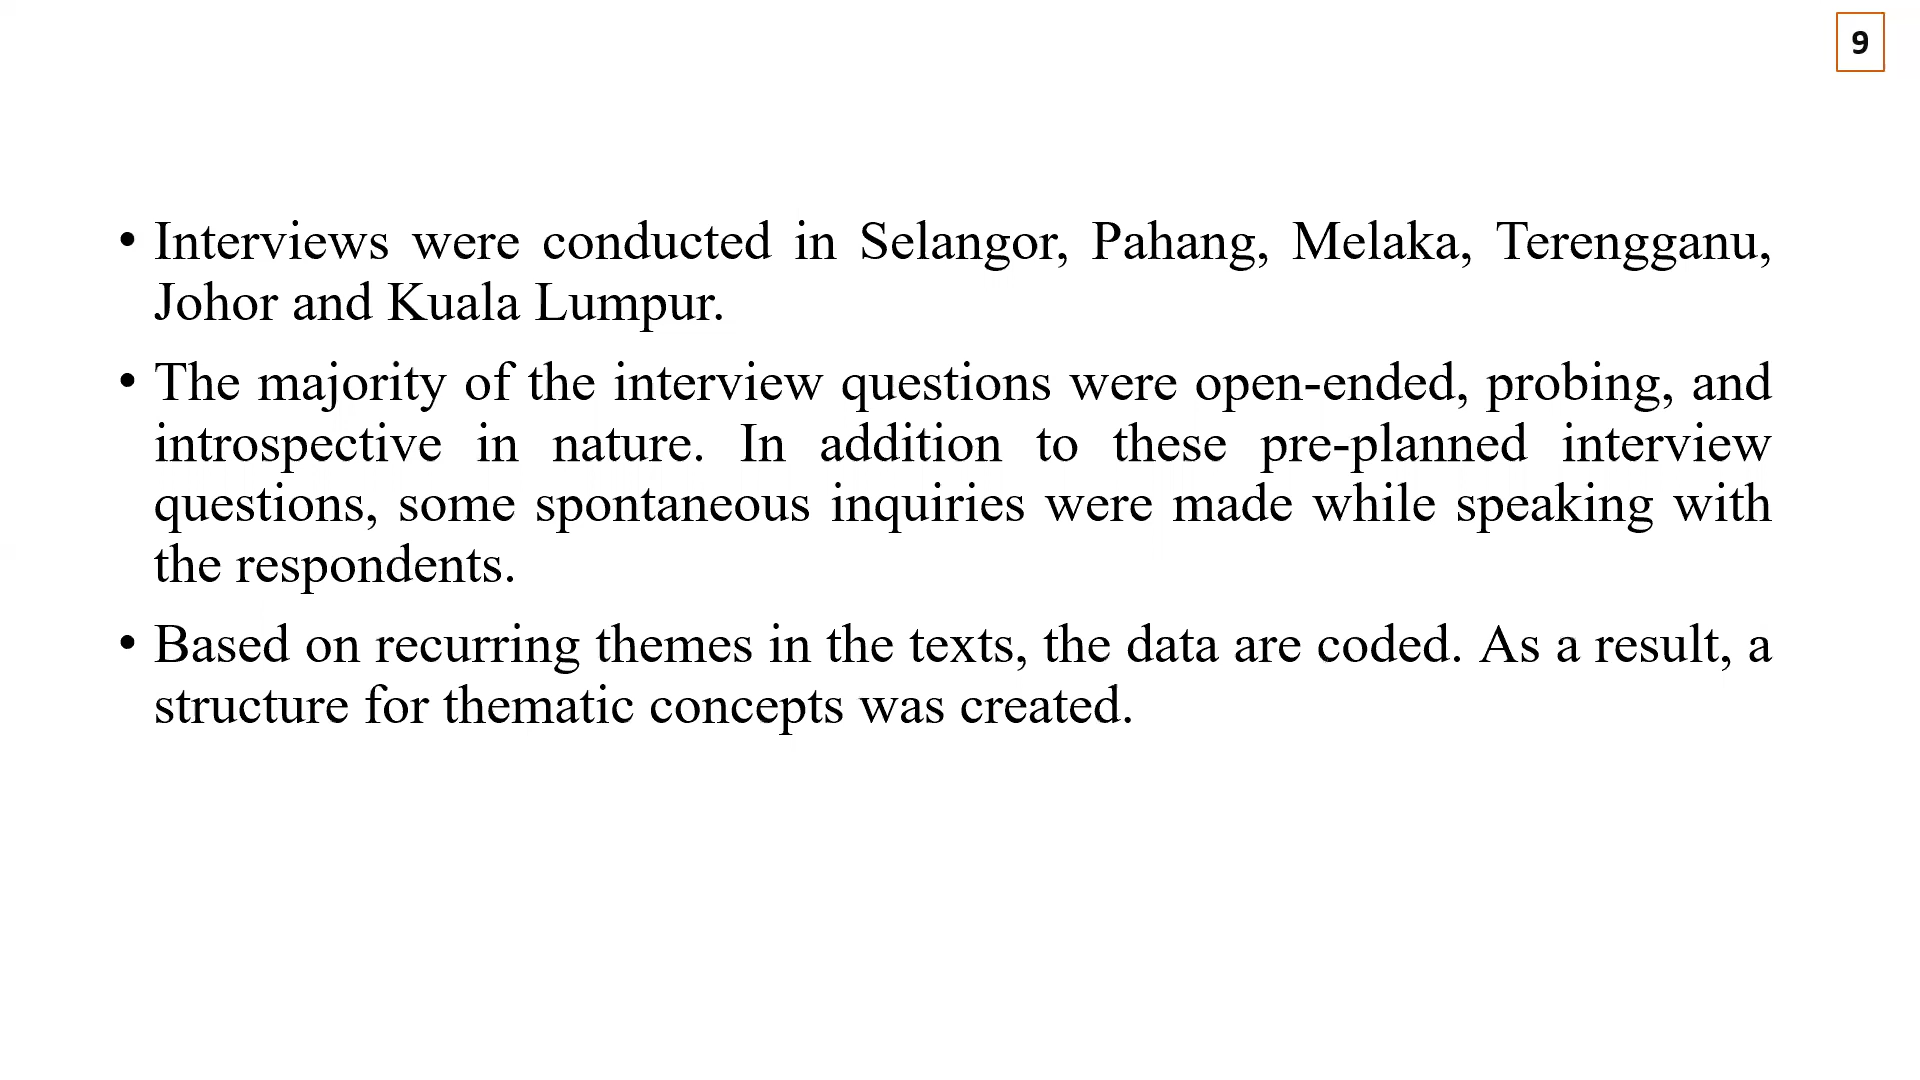 9
• Interviews were conducted in Selangor, Pahang, Melaka, Terengganu,
Johor and Kuala Lumpur.
• The majority of the interview questions were open-ended, probing, and
introspective in nature. In addition to these pre-planned interview
questions, some spontaneous inquiries were made while speaking with
the respondents.
• Based on recurring themes in the texts, the data are coded. As a result, a
structure for thematic concepts was created.